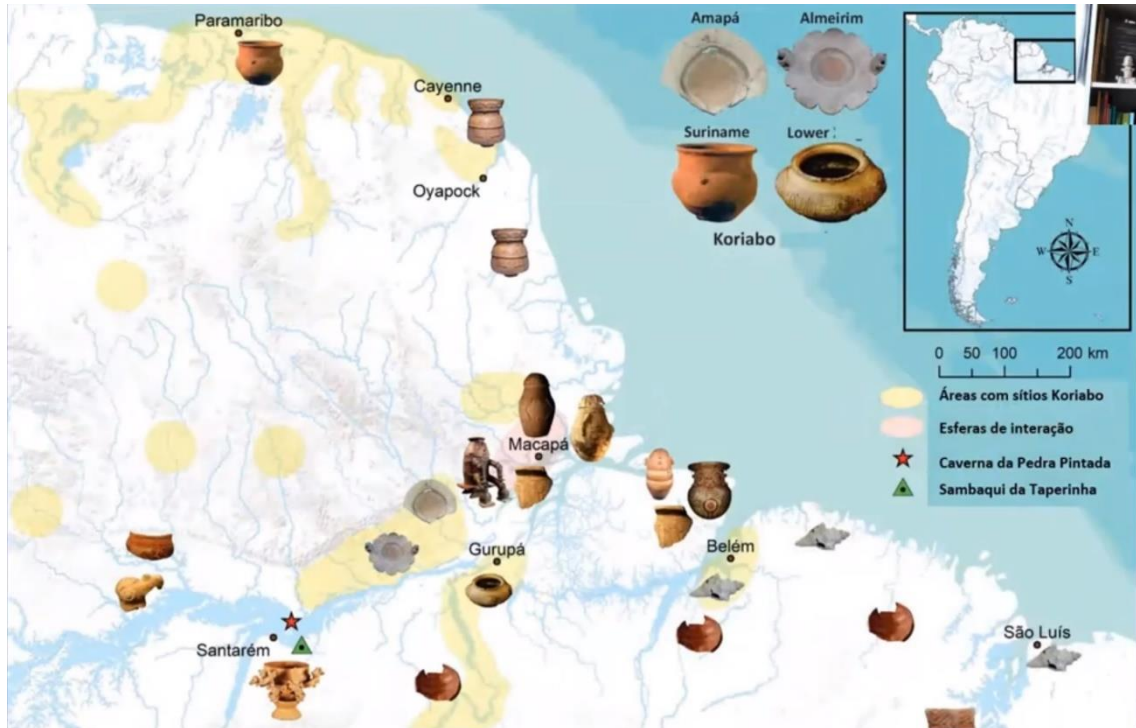 Paramaribo
Cayenne
Oyapock
Amapá
Almeirim
Suriname
Lower
Koriabo
N
W
E
S
0 50 100 200 km
Áreas com sítios Koriabo
Esferas de interação
Caverna da Pedra Pintada
Sambaqui da Taperinha
Macapá
Gurupá
Belém
Santarém
São Luís